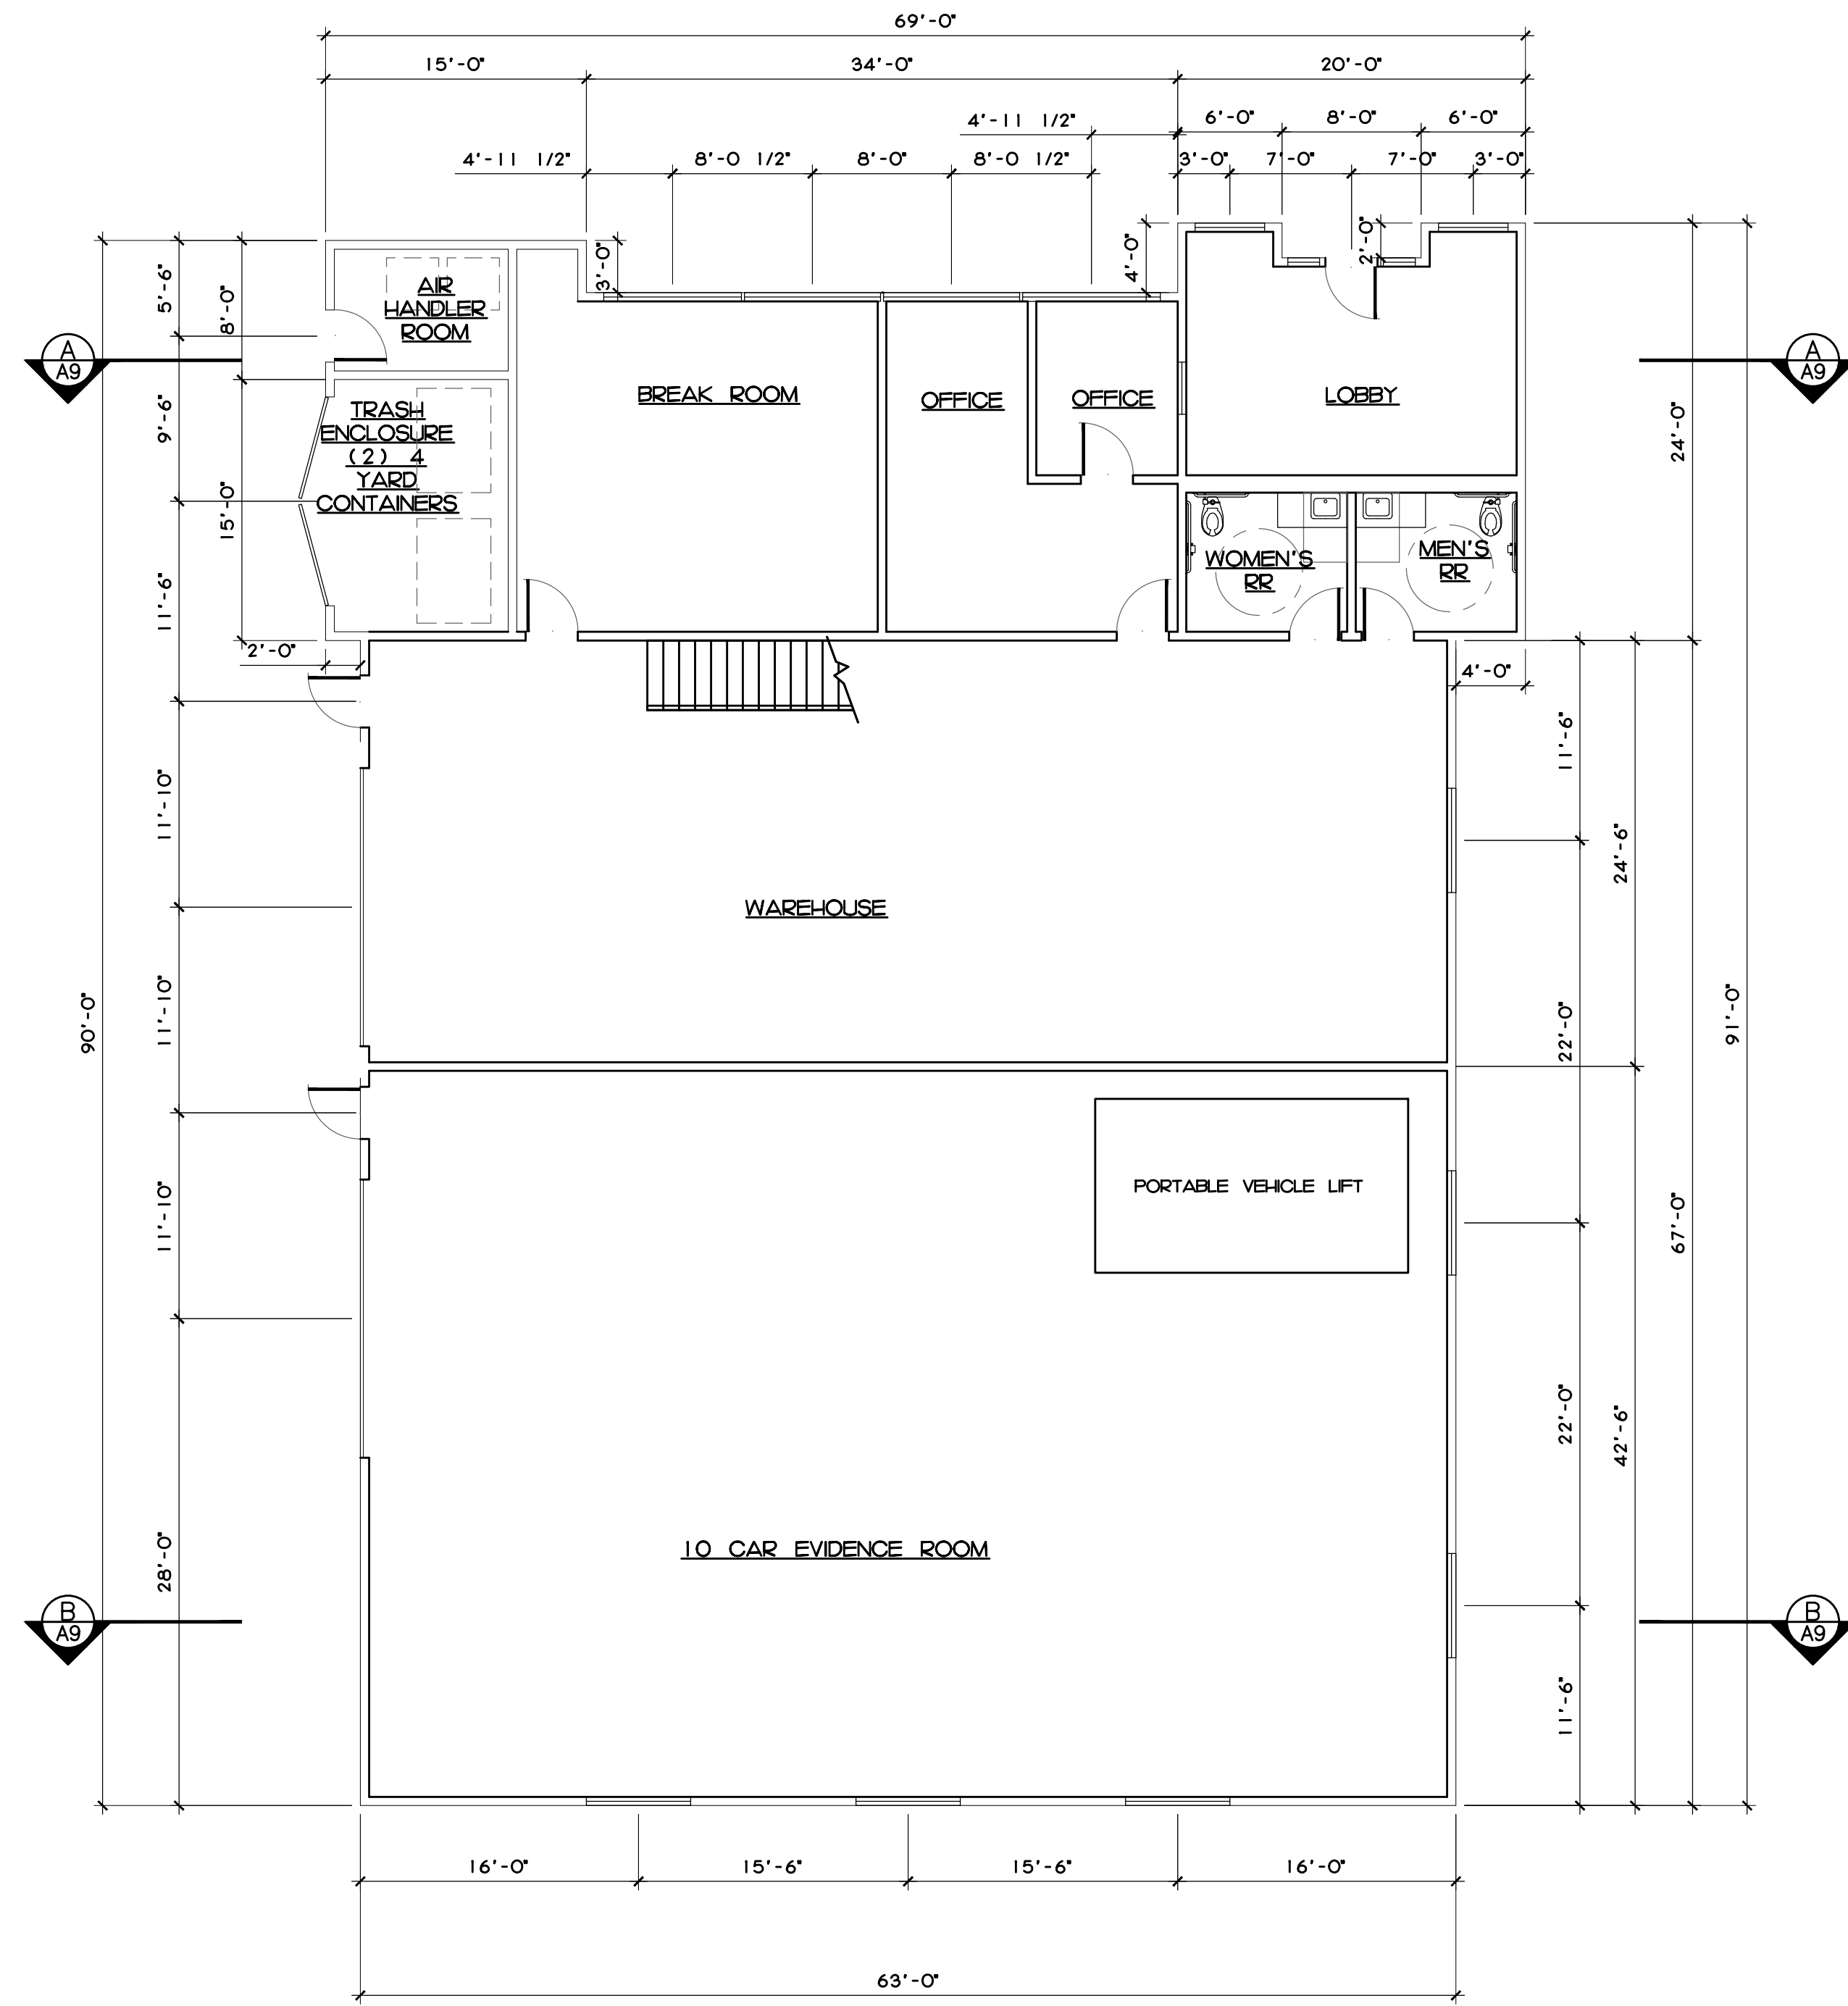 69'-0"
15'-0"
34'-0"
20'-0"
4'-11 1/2"
6'-0"
8'-0"
6'-0"
4'-11 1/2"
8'-0 1/2"
8'-0"
8'-0 1/2"
3'-0"
7'-0"
7'-0"
3'-0"
5'-6"
8'-0"
3'-0"
4'-0"
2'-0"
AIR
HANDLER
ROOM
A
A9
A
A9
BREAK ROOM
OFFICE
OFFICE
LOBBY
9'-6"
TRASH
ENCLOSURE
(2) 4
YARD
CONTAINERS
24'-0"
15'-0"
WOMEN'S
RR
MEN'S
RR
11'-6"
2'-0"
4'-0"
11'-6"
11'-10"
24'-6"
WAREHOUSE
90'-0"
11'-10"
22'-0"
91'-0"
PORTABLE VEHICLE LIFT
11'-10"
67'-0"
22'-0"
42'-6"
28'-0"
10 CAR EVIDENCE ROOM
B
A9
B
A9
11'-6"
16'-0"
15'-6"
15'-6"
16'-0"
63'-0"